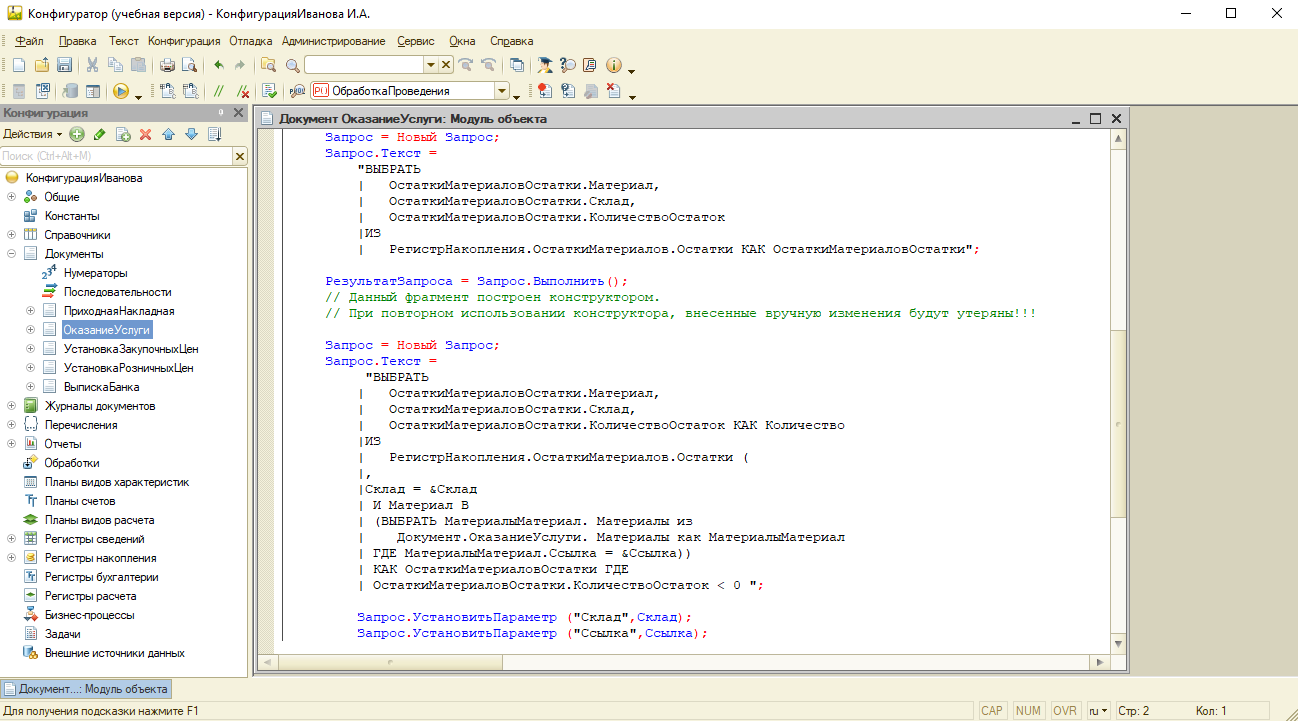 Конфигуратор (учебная версия) - КонфигурацияИванова И.А.
Файл Правка Текст Конфигурация Отладка Администрирование Сервис Окна Справка
ОбработкаПроведения
Конфигурация
Действия
Поиск (Ctrl+Alt+M)
КонфигурацияИванова
Общие
Константы
Справочники
Документы
Нумераторы
Последовательности
ПриходнаяНакладная
ОказаниеУслуги
УстановкаЗакупочныхЦен
УстановкаРозничныхЦен
ВыпискаБанка
Журналы документов
Перечисления
Отчеты
Обработки
Планы видов характеристик
Планы счетов
Планы видов расчета
Регистры сведений
Регистры накопления
Регистры бухгалтерии
Регистры расчета
Бизнес-процессы
Задачи
Внешние источники данных
Документ ОказаниеУслуги: Модуль объекта
Запрос = Новый Запрос;
Запрос.Текст =
"ВЫБРАТЬ
|   ОстаткиМатериаловОстатки.Материал,
|   ОстаткиМатериаловОстатки.Склад,
|   ОстаткиМатериаловОстатки.КоличествоОстаток
|ИЗ
|   РегистрНакопления.ОстаткиМатериалов.Остатки КАК ОстаткиМатериаловОстатки";
РезультатЗапроса = Запрос.Выполнить();
// Данный фрагмент построен конструктором.
// При повторном использовании конструктора, внесенные вручную изменения будут утеряны!!!
Запрос = Новый Запрос;
Запрос.Текст =
"ВЫБРАТЬ
|   ОстаткиМатериаловОстатки.Материал,
|   ОстаткиМатериаловОстатки.Склад,
|   ОстаткиМатериаловОстатки.КоличествоОстаток КАК Количество
|ИЗ
|   РегистрНакопления.ОстаткиМатериалов.Остатки (
|,
|Склад = &Склад
| И Материал В
| (ВЫБРАТЬ МатериалыМатериал. Материалы из
|    Документ.ОказаниеУслуги. Материалы как МатериалыМатериал
| ГДЕ МатериалыМатериал.Ссылка = &Ссылка))
| КАК ОстаткиМатериаловОстатки ГДЕ
| ОстаткиМатериаловОстатки.КоличествоОстаток < 0 ";
Запрос.УстановитьПараметр ("Склад",Склад);
Запрос.УстановитьПараметр ("Ссылка",Ссылка);
Документ...: Модуль объекта
Для получения подсказки нажмите F1 CAP NUM OVR ru Стр: 2 Кол: 1